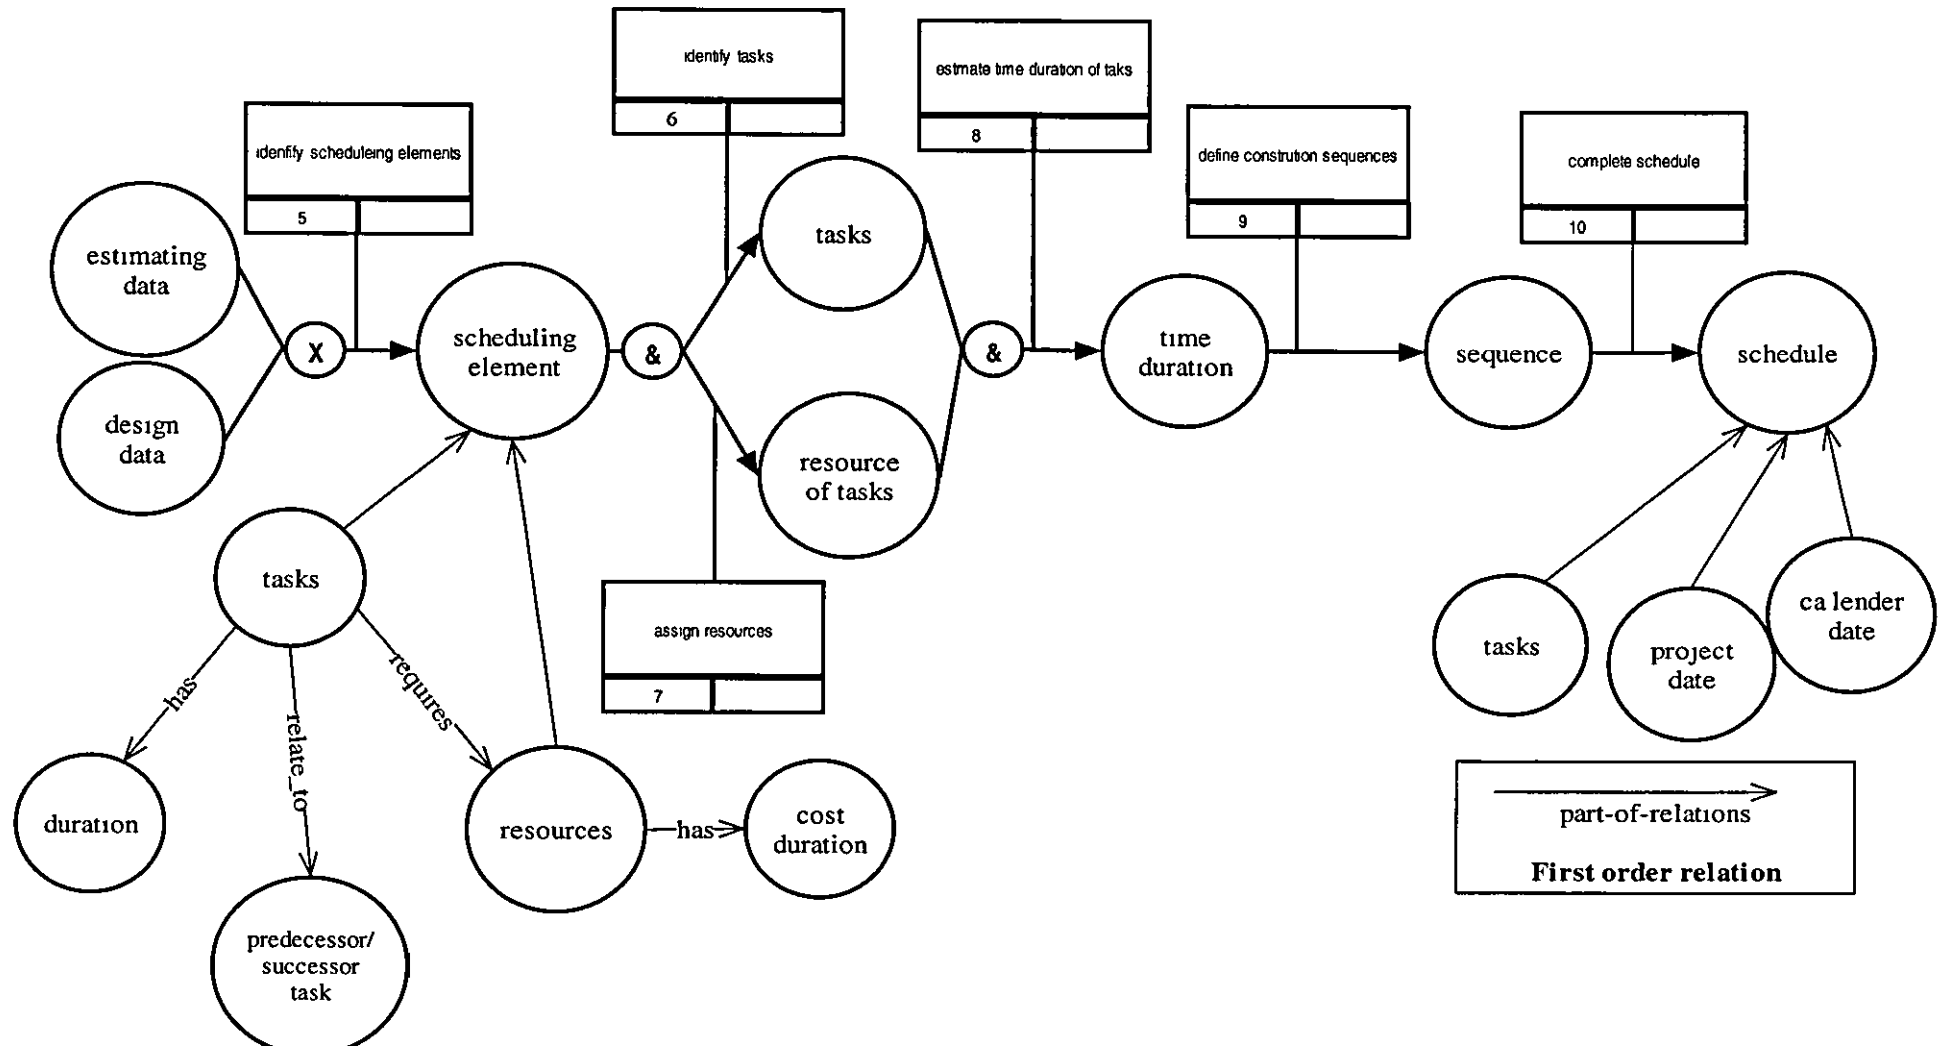 identify tasks
6
estmate time duration of taks
8
idenfity scheduleing elements
5
define constrution sequences
9
complete schedule
10
estimating
data
design
data
X
scheduling
element
&
tasks
resource
of tasks
&
time
duration
sequence
schedule
assign resources
7
tasks
has
relate_to
requires
duration
predecessor/
successor
task
resources
has
cost
duration
tasks
project
date
ca lender
date
part-of-relations
First order relation